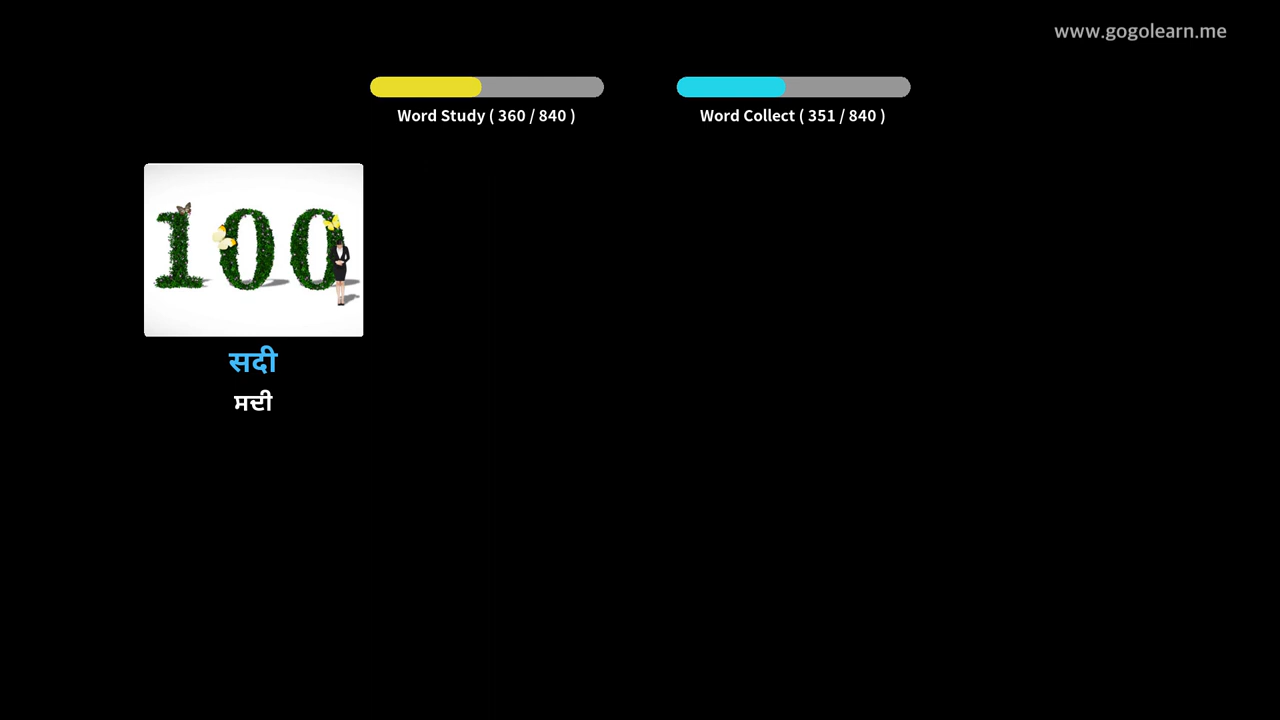 www.gogolearn.me
Word Study ( 360 / 840 )
Word Collect ( 351 / 840 )
100
सदी
ਸਦੀ